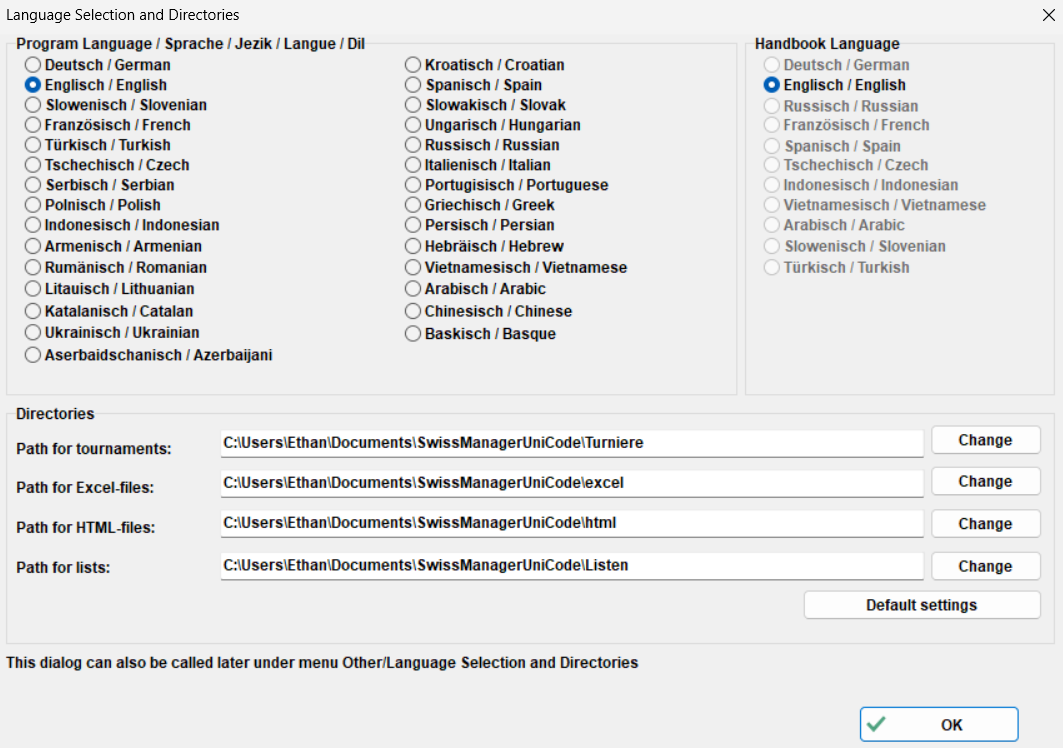 Language Selection and Directories
Program Language / Sprache / Jezik / Langue / Dil
Deutsch / German
Englisch / English
Slowenisch / Slovenian
Französisch / French
Türkisch / Turkish
Tschechisch / Czech
Serbisch / Serbian
Polnisch / Polish
Indonesisch / Indonesian
Armenisch / Armenian
Rumänisch / Romanian
Litauisch / Lithuanian
Katalanisch / Catalan
Ukrainisch / Ukrainian
Aserbaidschanisch / Azerbaijani
Kroatisch / Croatian
Spanisch / Spain
Slowakisch / Slovak
Ungarisch / Hungarian
Russisch / Russian
Italienisch / Italian
Portugisisch / Portuguese
Griechisch / Greek
Persisch / Persian
Hebräisch / Hebrew
Vietnamesisch / Vietnamese
Arabisch / Arabic
Chinesisch / Chinese
Baskisch / Basque
Handbook Language
Deutsch / German
Englisch / English
Russisch / Russian
Französisch / French
Spanisch / Spain
Tschechisch / Czech
Indonesisch / Indonesian
Vietnamesisch / Vietnamese
Arabisch / Arabic
Slowenisch / Slovenian
Türkisch / Turkish
Directories
Path for tournaments: C:\Users\Ethan\Documents\SwissManagerUniCode\Turniere Change
Path for Excel-files: C:\Users\Ethan\Documents\SwissManagerUniCode\excel Change
Path for HTML-files: C:\Users\Ethan\Documents\SwissManagerUniCode\html Change
Path for lists: C:\Users\Ethan\Documents\SwissManagerUniCode\Listen Change
Default settings
This dialog can also be called later under menu Other/Language Selection and Directories
OK